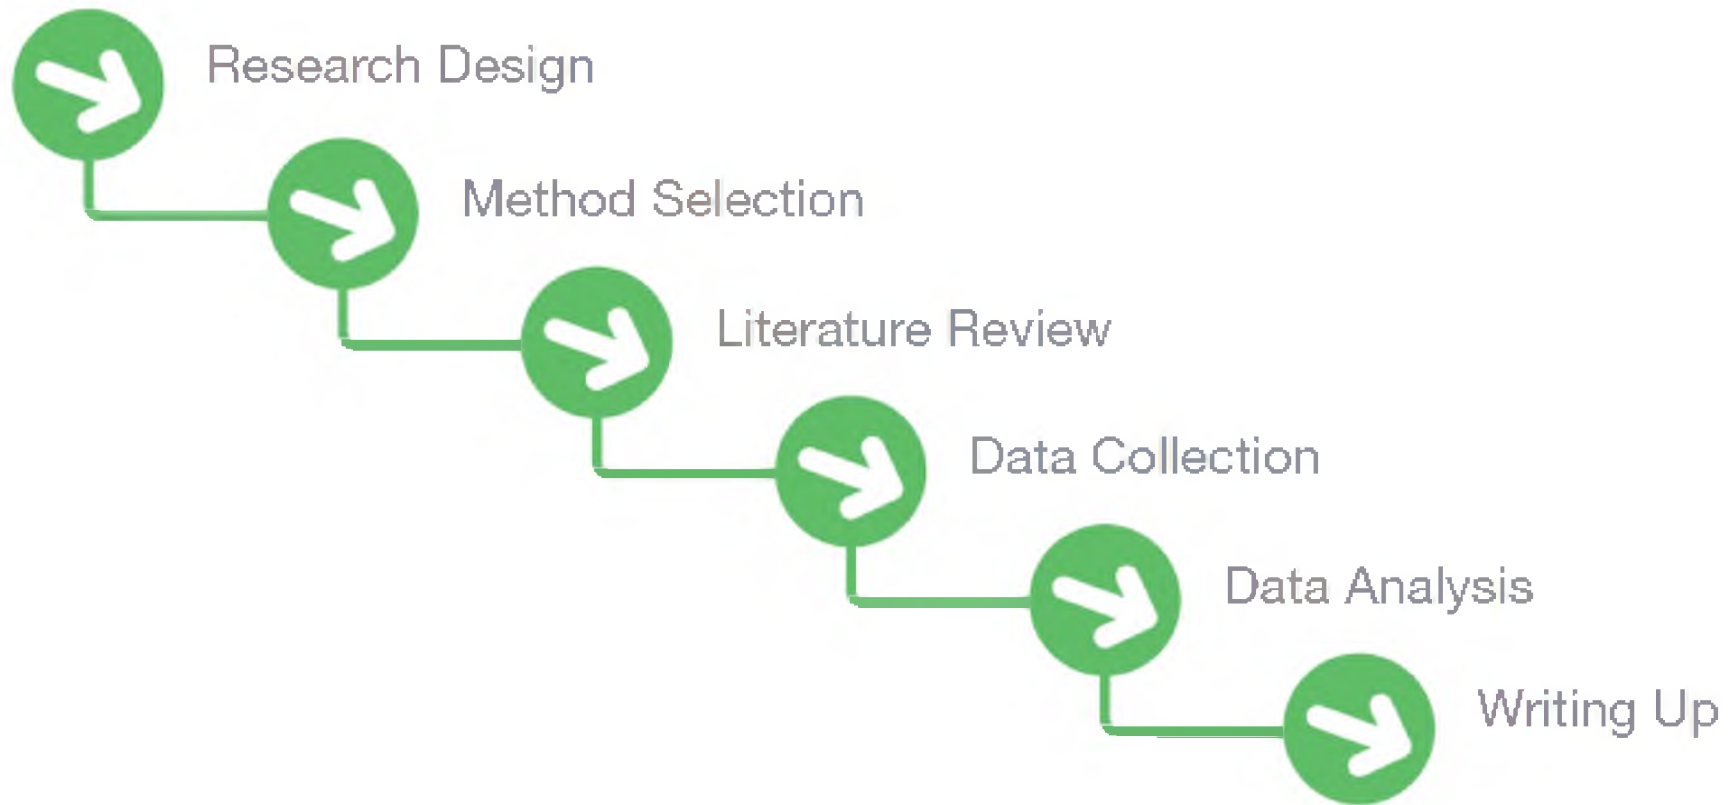 Research Design
Method Selection
Literature Review
Data Collection
Data Analysis
Writing Up